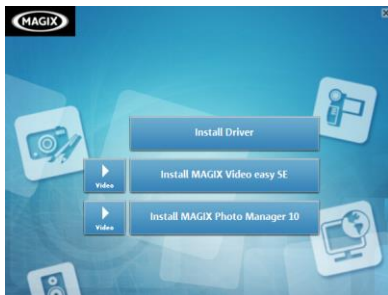 MAGIX
Install Driver
Video
Install MAGIX Video easy SE
Video
Install MAGIX Photo Manager 10